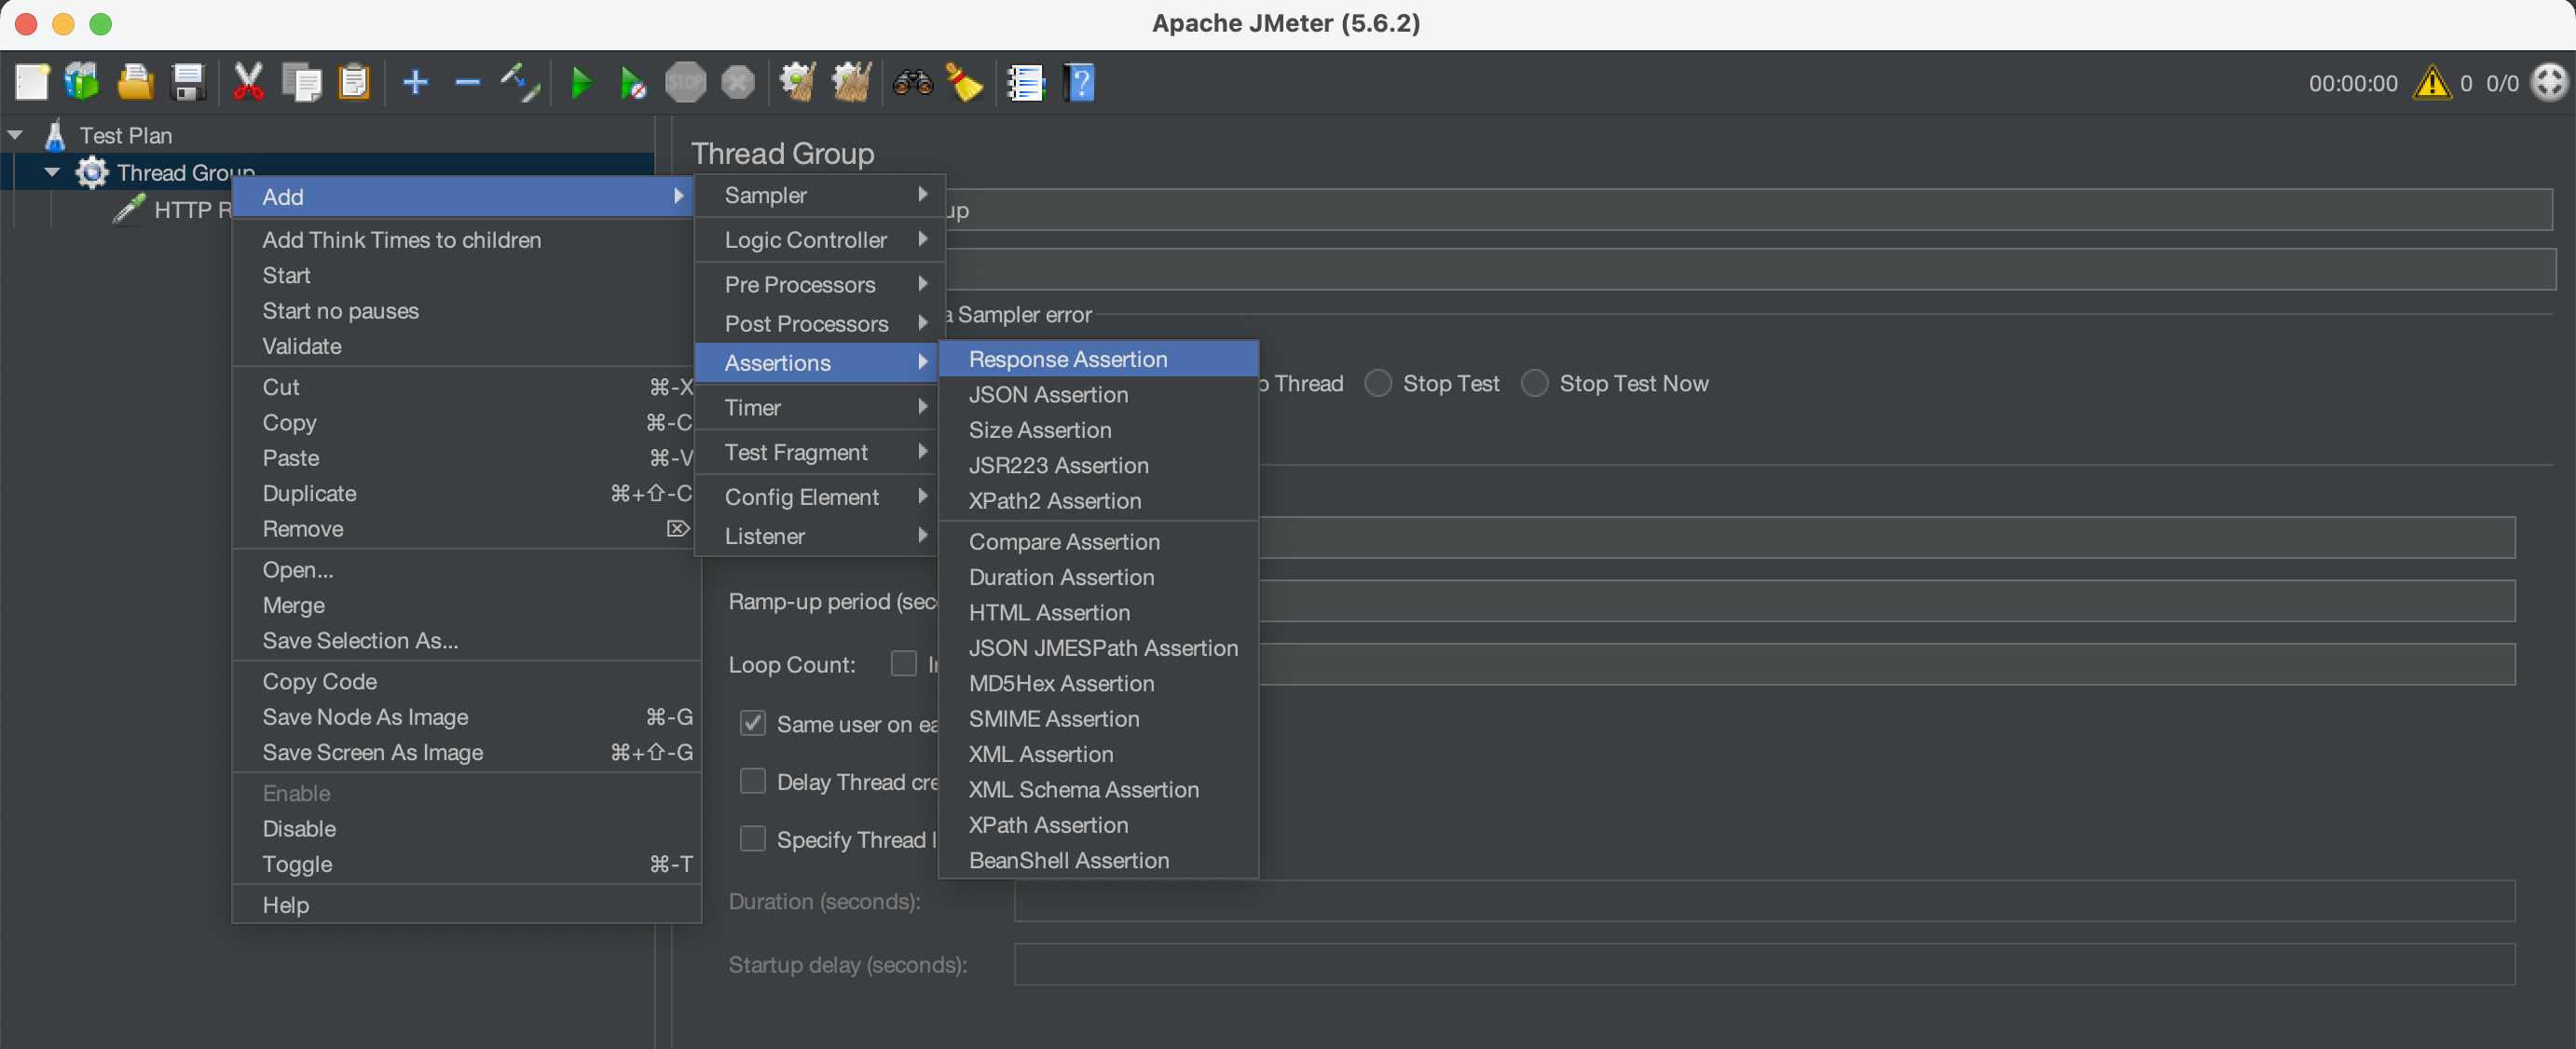 Apache JMeter (5.6.2)
STOP
00:00:00 0 0/0
Test Plan
Thread Group
HTTP R
Add
Add Think Times to children
Start
Start no pauses
Validate
Cut ⌘-X
Copy ⌘-C
Paste ⌘-V
Duplicate ⌘+⇧-C
Remove ⌦
Open...
Merge
Save Selection As...
Copy Code
Save Node As Image ⌘-G
Save Screen As Image ⌘+⇧-G
Enable
Disable
Toggle ⌘-T
Help
Sampler
Logic Controller
Pre Processors
Post Processors
Assertions
Timer
Test Fragment
Config Element
Listener
Response Assertion
JSON Assertion
Size Assertion
JSR223 Assertion
XPath2 Assertion
Compare Assertion
Duration Assertion
HTML Assertion
JSON JMESPath Assertion
MD5Hex Assertion
SMIME Assertion
XML Assertion
XML Schema Assertion
XPath Assertion
BeanShell Assertion
Thread Group
up
a Sampler error
p Thread Stop Test Stop Test Now
Ramp-up period (sec
Loop Count: I
Same user on ea
Delay Thread cre
Specify Thread l
Duration (seconds):
Startup delay (seconds):